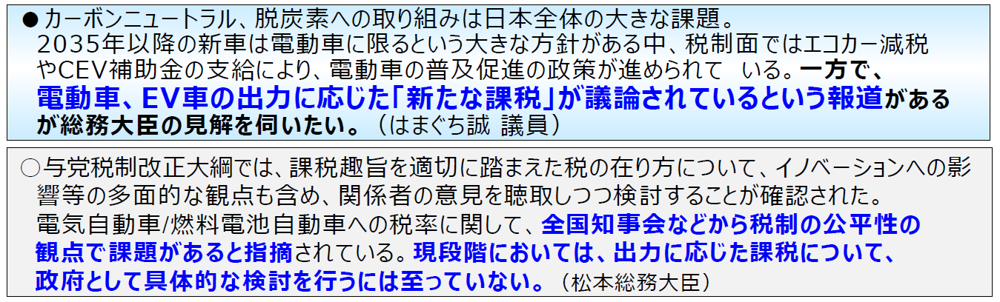 ● カーボンニュートラル、脱炭素への取り組みは日本全体の大きな課題。
2035年以降の新車は電動車に限るという大きな方針がある中、税制面ではエコカー減税
やCEV補助金の支給により、電動車の普及促進の政策が進められて いる。一方で、
電動車、EV車の出力に応じた「新たな課税」が議論されているという報道がある
が総務大臣の見解を伺いたい。（はまぐち誠 議員）
○与党税制改正大綱では、課税趣旨を適切に踏まえた税の在り方について、イノベーションへの影
響等の多面的な観点も含め、関係者の意見を聴取しつつ検討することが確認された。
電気自動車/燃料電池自動車への税率に関して、全国知事会などから税制の公平性の
観点で課題があると指摘されている。現段階においては、出力に応じた課税について、
政府として具体的な検討を行うには至っていない。（松本総務大臣）